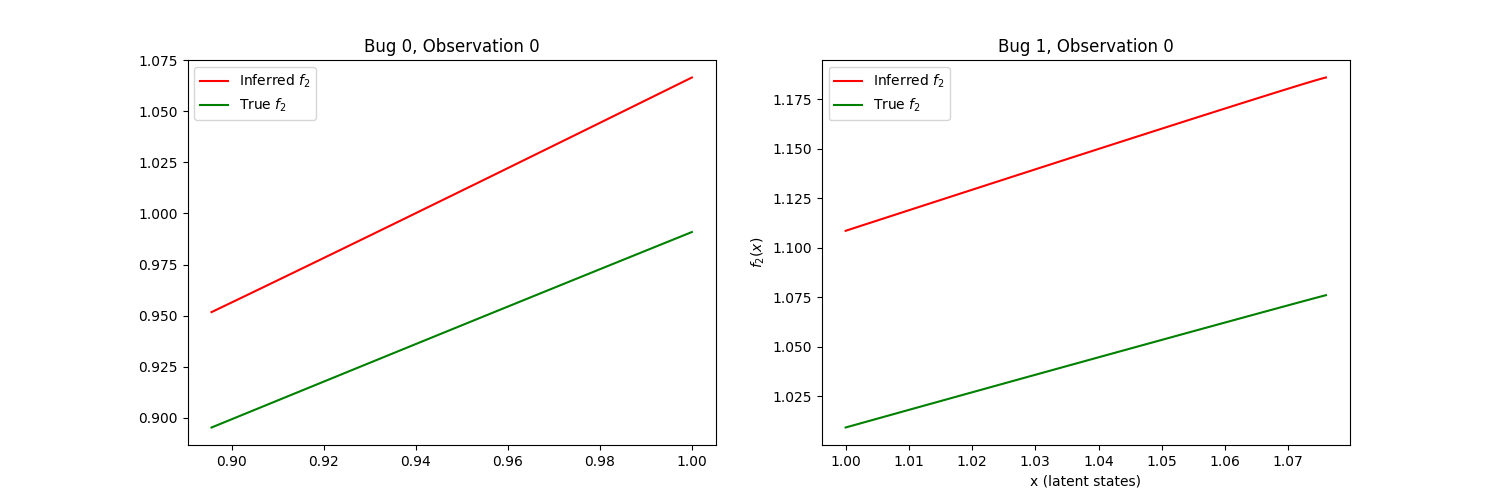 Bug 0, Observation 0
Inferred f₂
True f₂
1.075
1.050
1.025
1.000
0.975
0.950
0.925
0.900
0.90 0.92 0.94 0.96 0.98 1.00
Bug 1, Observation 0
Inferred f₂
True f₂
f₂(x)
1.175
1.150
1.125
1.100
1.075
1.050
1.025
1.00 1.01 1.02 1.03 1.04 1.05 1.06 1.07
x (latent states)